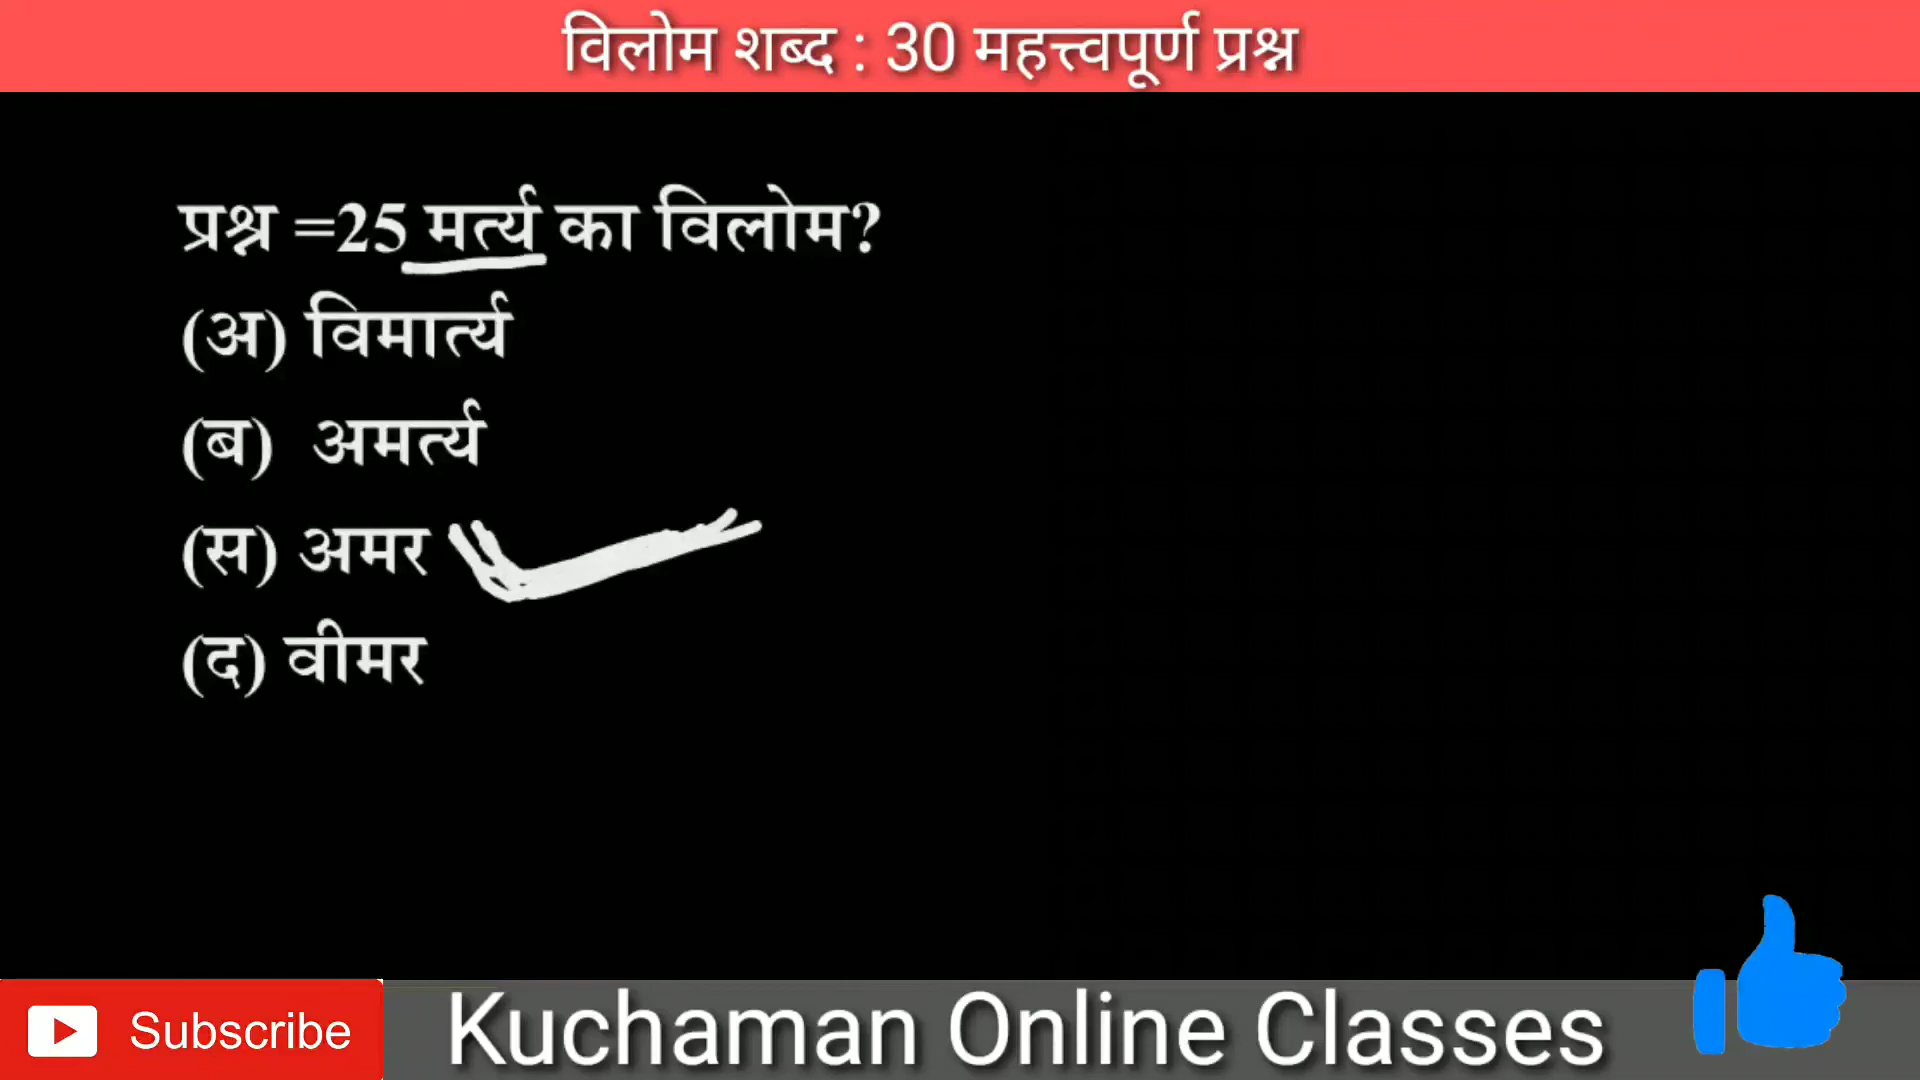 विलोम शब्द : 30 महत्त्वपूर्ण प्रश्न
प्रश्न =25 मर्त्य का विलोम?
(अ) विमार्त्य
(ब) अमर्त्य
(स) अमर
(द) वीमर
Subscribe
Kuchaman Online Classes